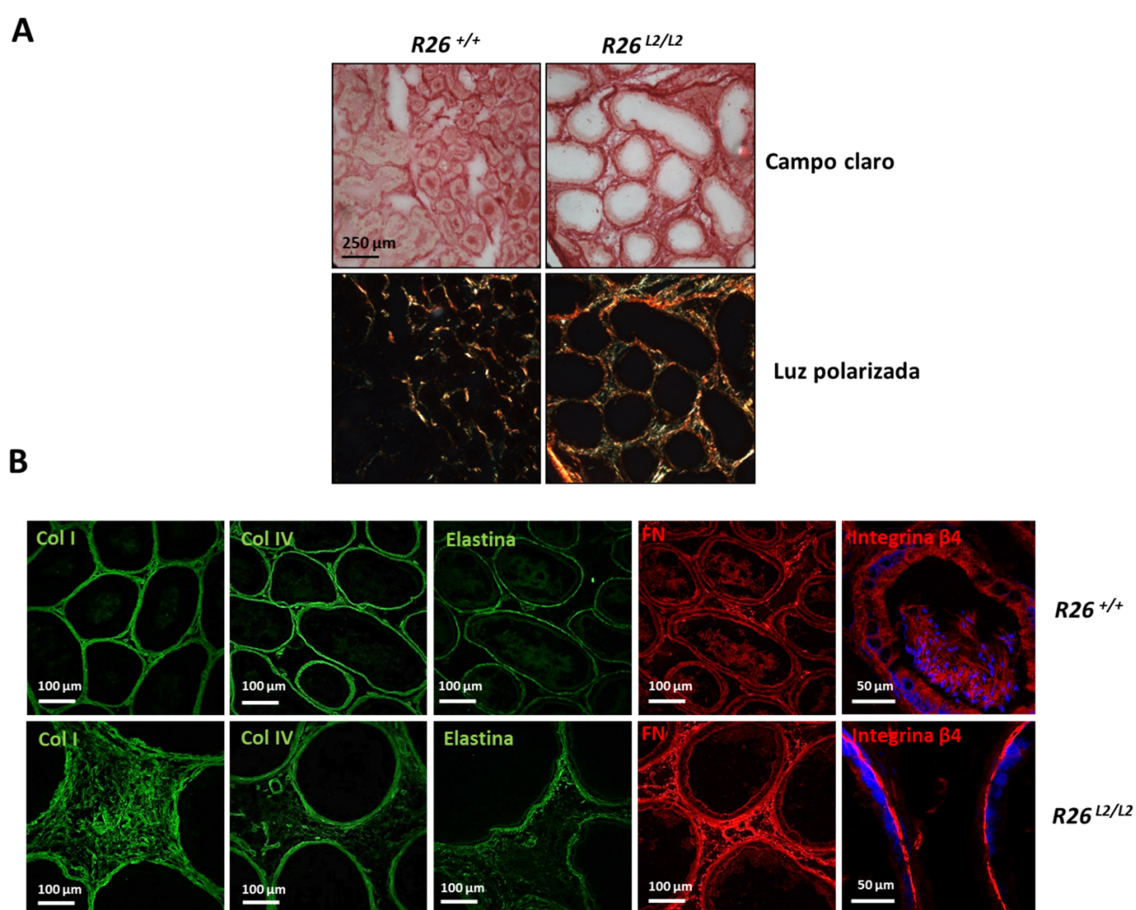 A
R26 +/+ R26 L2/L2
250 µm
Campo claro
Luz polarizada
B
Col I Col IV Elastina FN Integrina β4
R26 +/+
100 µm 100 µm 100 µm 100 µm 50 µm
Col I Col IV Elastina FN Integrina β4
R26 L2/L2
100 µm 100 µm 100 µm 100 µm 50 µm